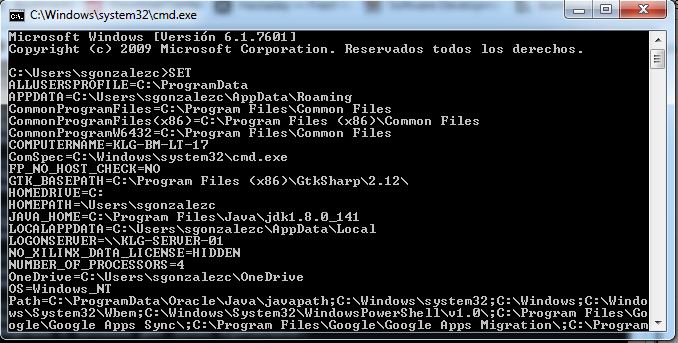 C:\Windows\system32\cmd.exe
Microsoft Windows [Versión 6.1.7601]
Copyright (c) 2009 Microsoft Corporation. Reservados todos los derechos.
C:\Users\sgonzalezc>SET
ALLUSERSPROFILE=C:\ProgramData
APPDATA=C:\Users\sgonzalezc\AppData\Roaming
CommonProgramFiles=C:\Program Files\Common Files
CommonProgramFiles(x86)=C:\Program Files (x86)\Common Files
CommonProgramW6432=C:\Program Files\Common Files
COMPUTERNAME=KLG-BM-LT-17
ComSpec=C:\Windows\system32\cmd.exe
FP_NO_HOST_CHECK=NO
GTK_BASEPATH=C:\Program Files (x86)\GtkSharp\2.12\
HOMEDRIVE=C:
HOMEPATH=\Users\sgonzalezc
JAVA_HOME=C:\Program Files\Java\jdk1.8.0_141
LOCALAPPDATA=C:\Users\sgonzalezc\AppData\Local
LOGONSERVER=\\KLG-SERVER-01
NO_XILINX_DATA_LICENSE=HIDDEN
NUMBER_OF_PROCESSORS=4
OneDrive=C:\Users\sgonzalezc\OneDrive
OS=Windows_NT
Path=C:\ProgramData\Oracle\Java\javapath;C:\Windows\system32;C:\Windows;C:\Windo
ws\System32\Wbem;C:\Windows\System32\WindowsPowerShell\v1.0\;C:\Program Files\Go
ogle\Google Apps Sync\;C:\Program Files\Google\Google Apps Migration\;C:\Program